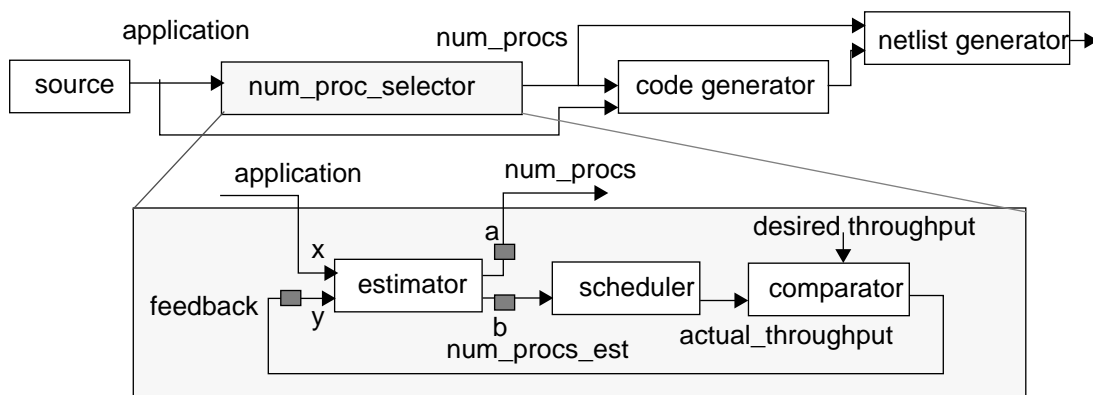 application
num_procs
netlist generator
source
num_proc_selector
code generator
application
num_procs
desired throughput
a
x
estimator
scheduler
comparator
feedback
y
b
actual_throughput
num_procs_est